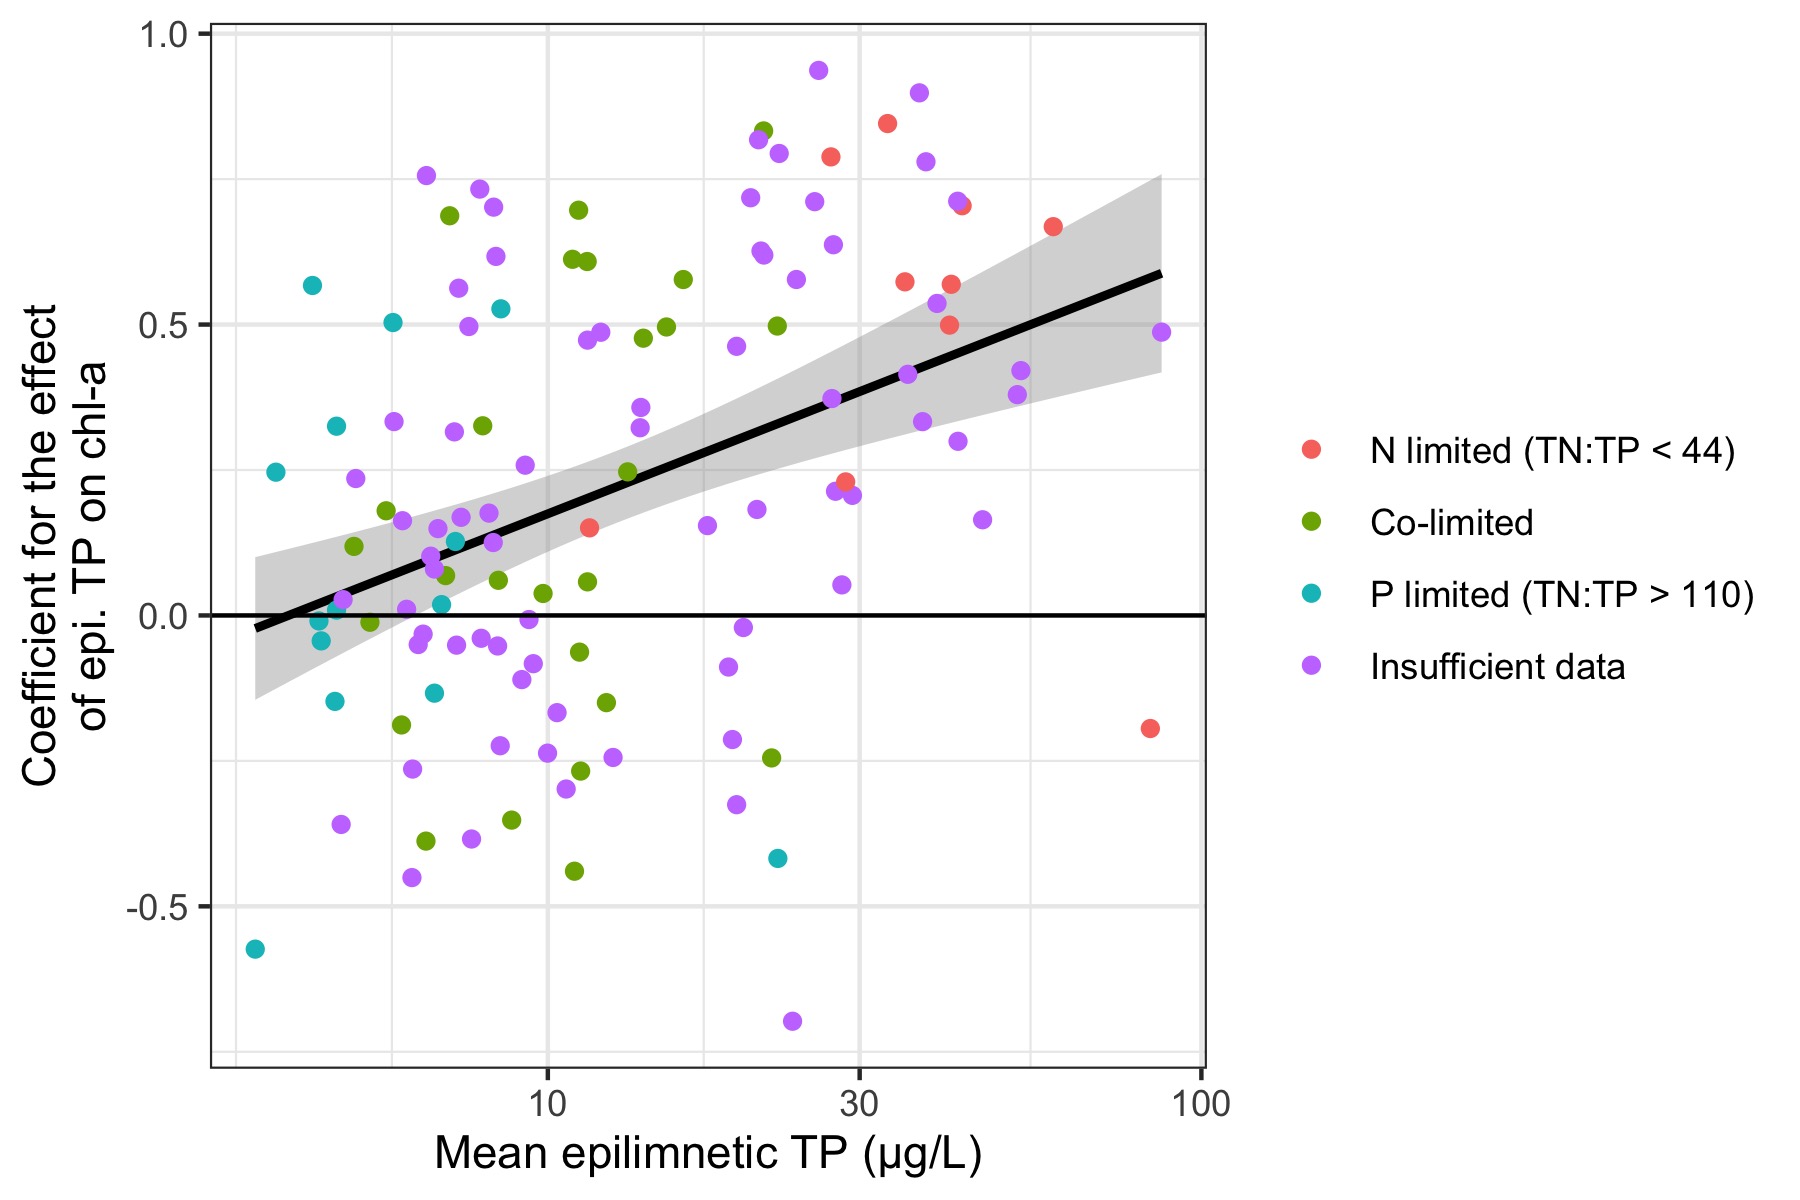 Coefficient for the effect
of epi. TP on chl-a
1.0
0.5
0.0
-0.5
10
30
100
Mean epilimnetic TP (µg/L)
N limited (TN:TP < 44)
Co-limited
P limited (TN:TP > 110)
Insufficient data